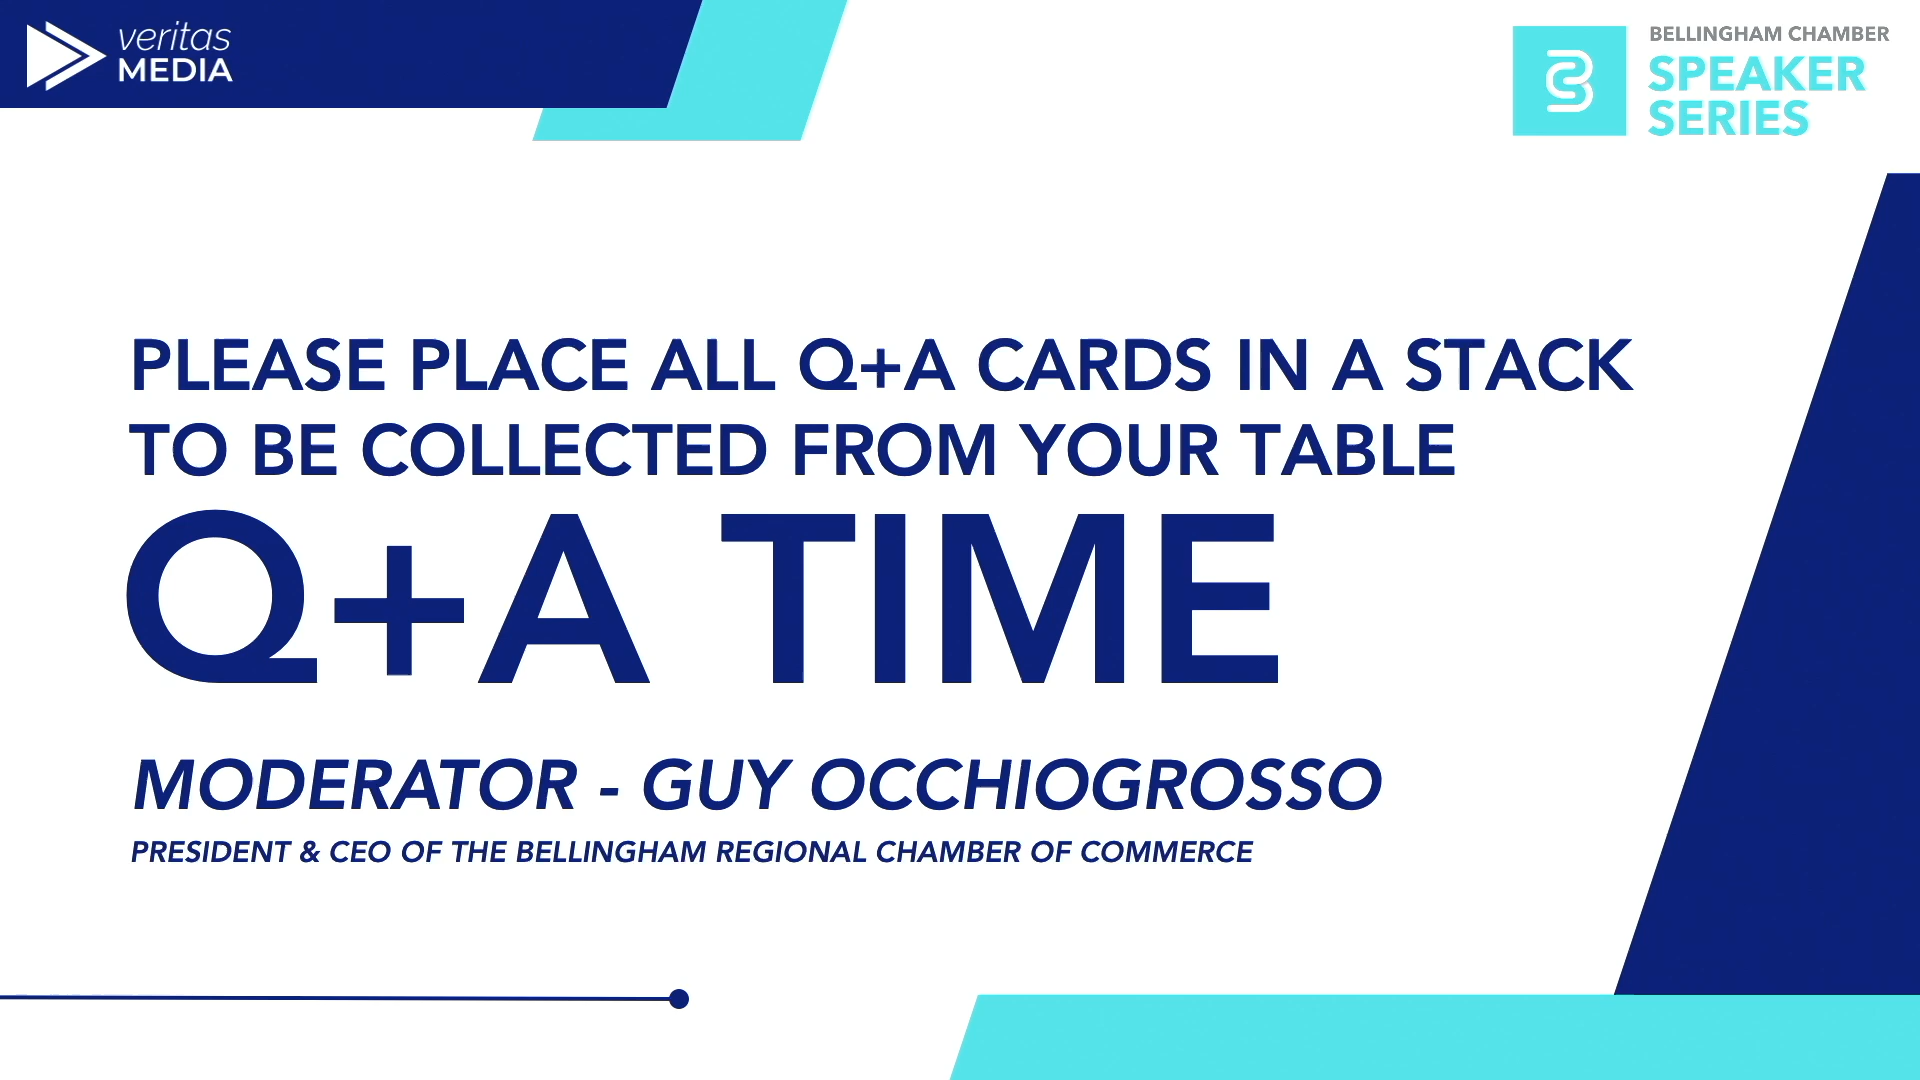 veritas
MEDIA
BELLINGHAM CHAMBER
SPEAKER
SERIES
PLEASE PLACE ALL Q+A CARDS IN A STACK
TO BE COLLECTED FROM YOUR TABLE
Q+A TIME
MODERATOR - GUY OCCHIOGROSSO
PRESIDENT & CEO OF THE BELLINGHAM REGIONAL CHAMBER OF COMMERCE